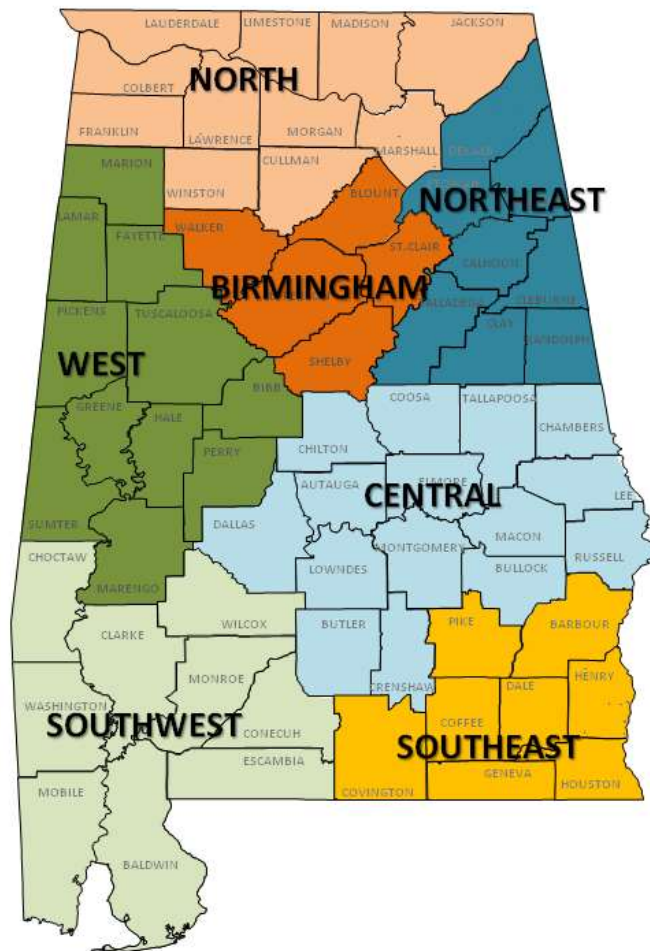 LAUDERDALE
LIMESTONE
MADISON
JACKSON
NORTH
COLBERT
FRANKLIN
LAWRENCE
MORGAN
MARSHALL
DEKALB
MARION
CULLMAN
WINSTON
BLOUNT
NORTHEAST
LAMAR
FAYETTE
WALKER
ST.CLAIR
CALHOUN
BIRMINGHAM
PICKENS
TUSCALOOSA
TALLADEGA
CLEBURNE
CLAY
RANDOLPH
WEST
SHELBY
BIBB
GREENE
HALE
COOSA
TALLAPOOSA
CHAMBERS
PERRY
CHILTON
AUTAUGA
ELMORE
CENTRAL
LEE
SUMTER
DALLAS
MACON
CHOCTAW
MONTGOMERY
RUSSELL
LOWNDES
BULLOCK
MARENGO
WILCOX
CLARKE
BUTLER
PIKE
BARBOUR
MONROE
CRENSHAW
DALE
HENRY
WASHINGTON
SOUTHWEST
CONECUH
COFFEE
SOUTHEAST
ESCAMBIA
GENEVA
HOUSTON
MOBILE
COVINGTON
BALDWIN